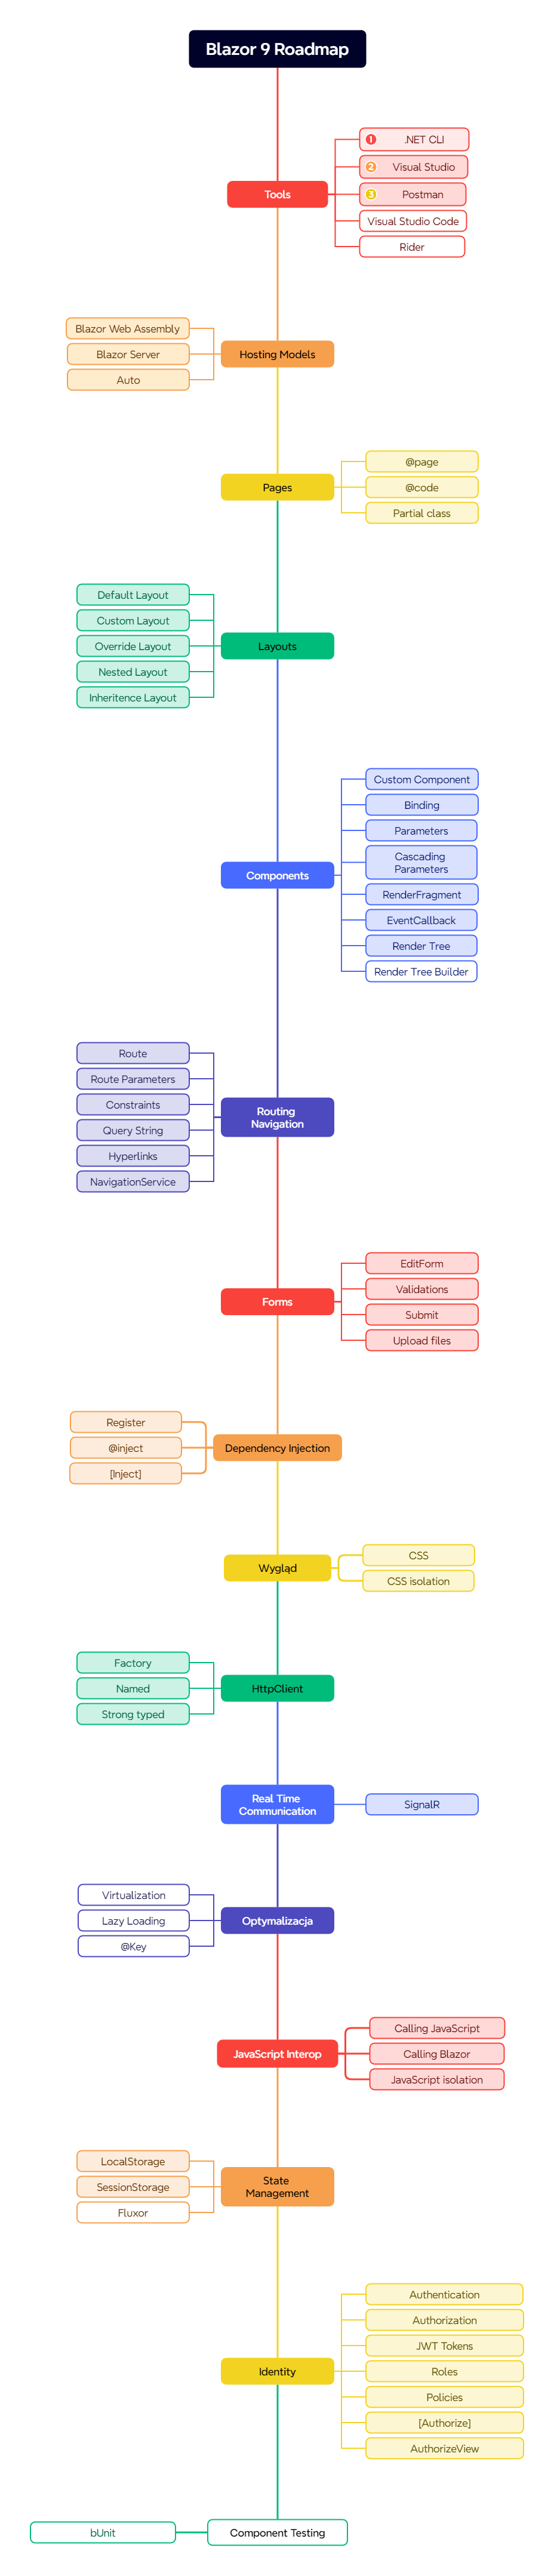 Blazor 9 Roadmap
Tools
1 .NET CLI
2 Visual Studio
3 Postman
Visual Studio Code
Rider
Hosting Models
Blazor Web Assembly
Blazor Server
Auto
Pages
@page
@code
Partial class
Layouts
Default Layout
Custom Layout
Override Layout
Nested Layout
Inheritence Layout
Components
Custom Component
Binding
Parameters
Cascading
Parameters
RenderFragment
EventCallback
Render Tree
Render Tree Builder
Routing
Navigation
Route
Route Parameters
Constraints
Query String
Hyperlinks
NavigationService
Forms
EditForm
Validations
Submit
Upload files
Dependency Injection
Register
@inject
[Inject]
Wygląd
CSS
CSS isolation
HttpClient
Factory
Named
Strong typed
Real Time
Communication
SignalR
Optymalizacja
Virtualization
Lazy Loading
@Key
JavaScript Interop
Calling JavaScript
Calling Blazor
JavaScript isolation
State
Management
LocalStorage
SessionStorage
Fluxor
Identity
Authentication
Authorization
JWT Tokens
Roles
Policies
[Authorize]
AuthorizeView
Component Testing
bUnit